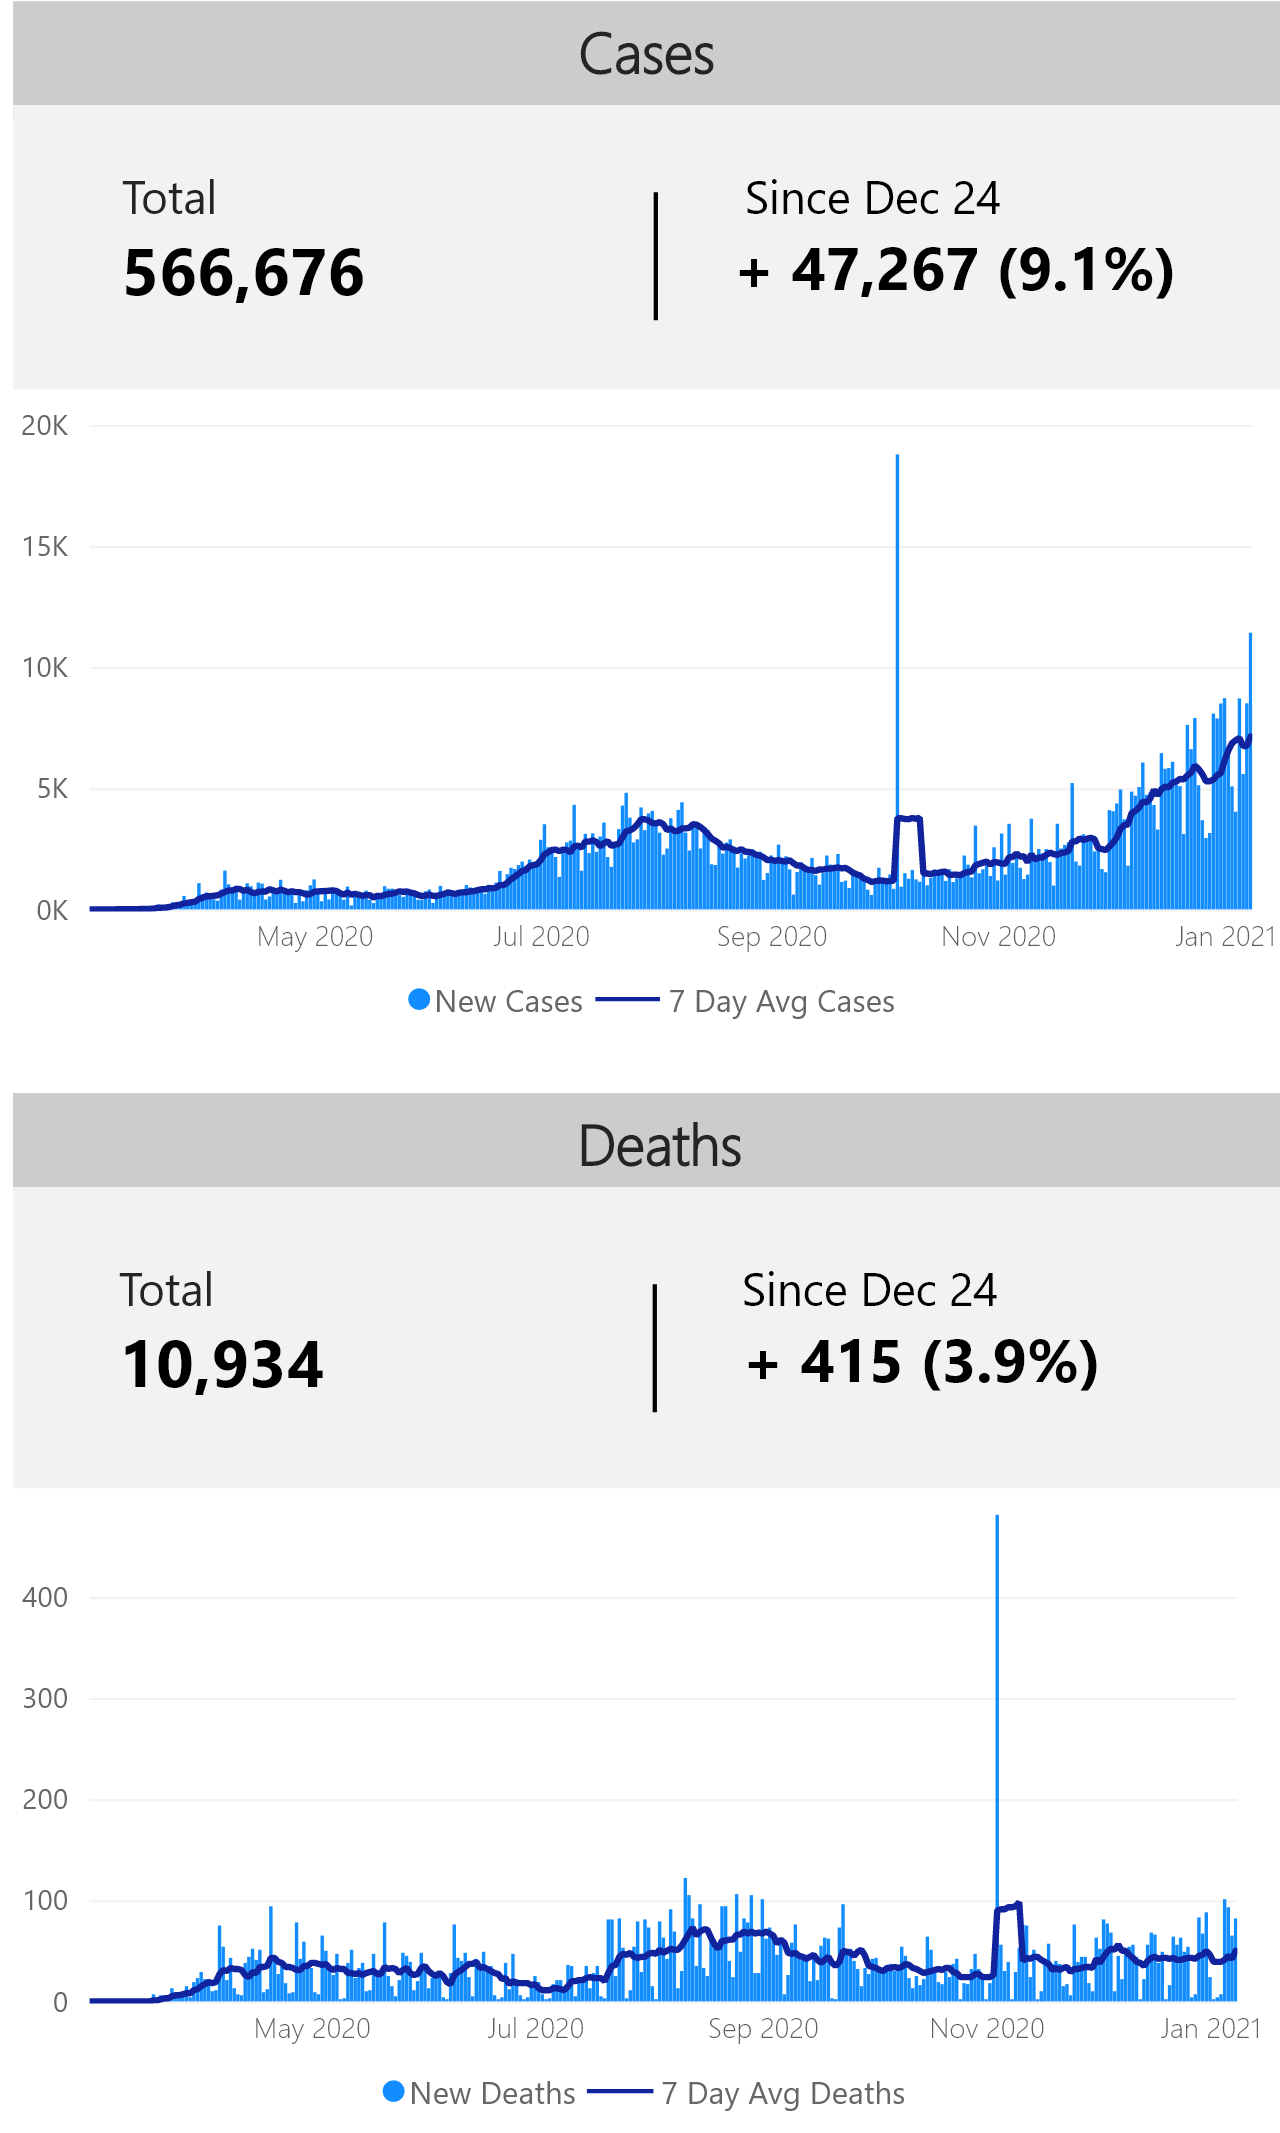 Cases
Total
Since Dec 24
566,676
+ 47,267 (9.1%)
20K
15K
10K
5K
0K
May 2020
Jul 2020
Sep 2020
Nov 2020
Jan 2021
New Cases
7 Day Avg Cases
Deaths
Total
Since Dec 24
10,934
+ 415 (3.9%)
400
300
200
100
0
May 2020
Jul 2020
Sep 2020
Nov 2020
Jan 2021
New Deaths
7 Day Avg Deaths